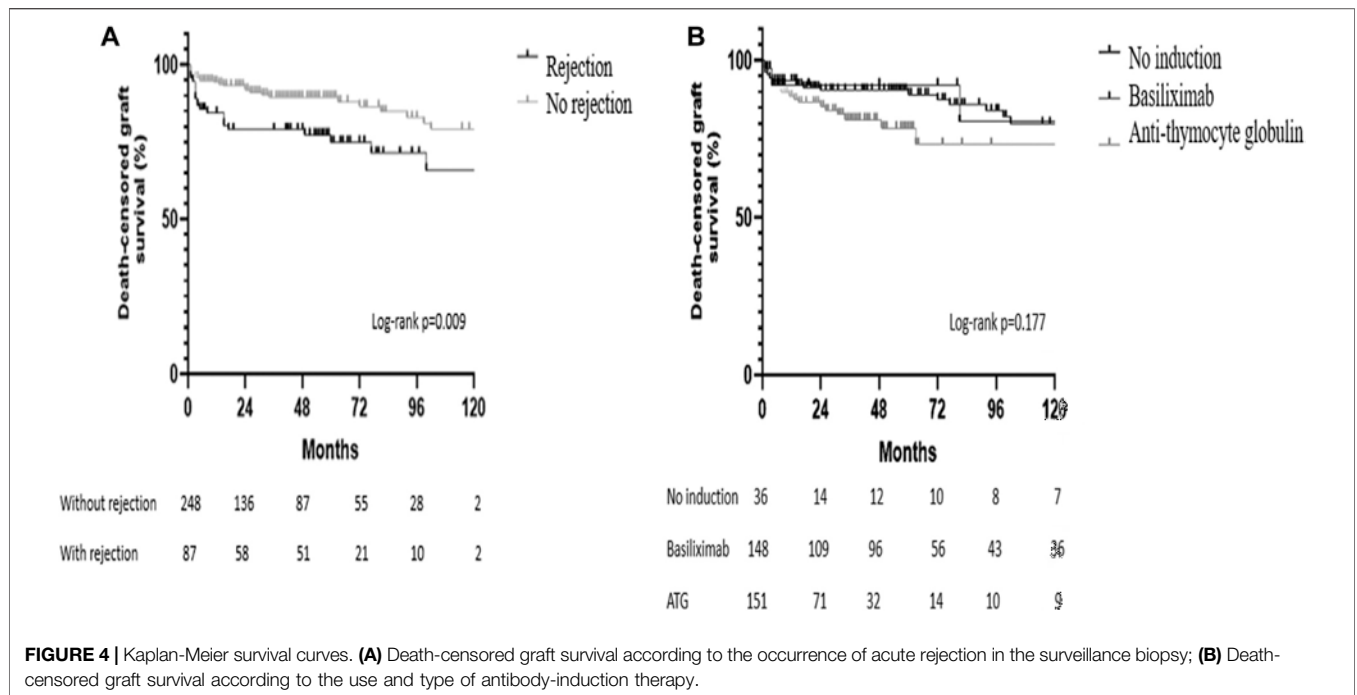 A
Death-censored graft
survival (%)
100
50
0
Rejection
No rejection
Log-rank p=0.009
0 24 48 72 96 120
Months
Without rejection 248 136 87 55 28 2
With rejection 87 58 51 21 10 2
B
Death-censored graft
survival (%)
100
50
0
No induction
Basiliximab
Anti-thymocyte globulin
Log-rank p=0.177
0 24 48 72 96 120
Months
No induction 36 14 12 10 8 7
Basiliximab 148 109 96 56 43 36
ATG 151 71 32 14 10 9
FIGURE 4 | Kaplan-Meier survival curves. (A) Death-censored graft survival according to the occurrence of acute rejection in the surveillance biopsy; (B) Death-
censored graft survival according to the use and type of antibody-induction therapy.